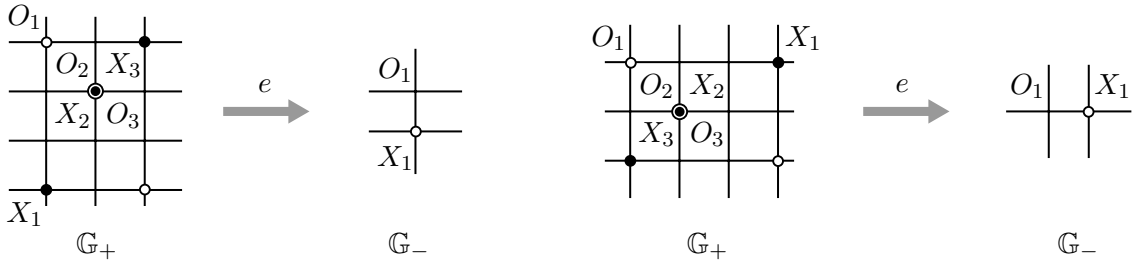 O₁ O₂ X₃ X₂ O₃ X₁
e
O₁ X₁
O₁ X₁ O₂ X₂ X₃ O₃
e
O₁ X₁
𝔾₊ 𝔾₋ 𝔾₊ 𝔾₋